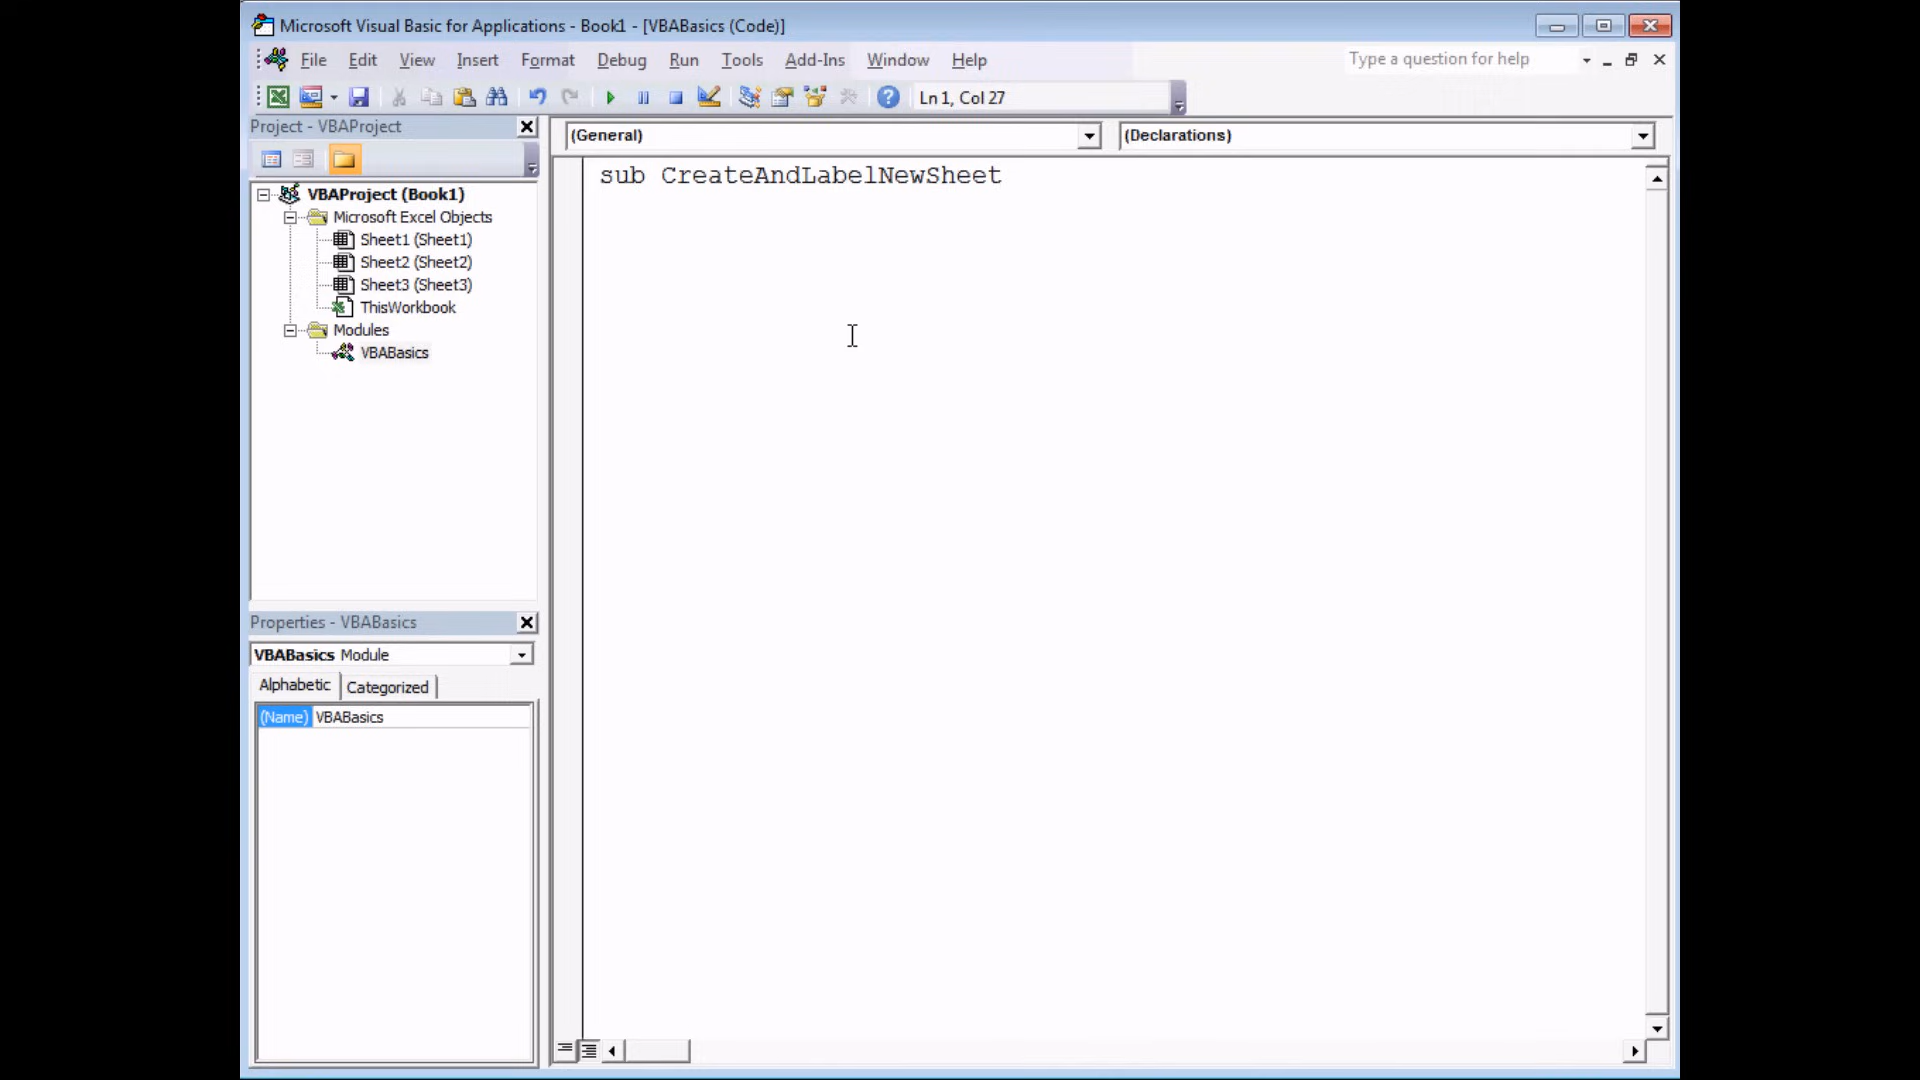 Microsoft Visual Basic for Applications - Book1 - [VBABasics (Code)]
File Edit View Insert Format Debug Run Tools Add-Ins Window Help
Type a question for help
Ln 1, Col 27
Project - VBAProject
(General)
(Declarations)
sub CreateAndLabelNewSheet
VBAProject (Book1)
Microsoft Excel Objects
Sheet1 (Sheet1)
Sheet2 (Sheet2)
Sheet3 (Sheet3)
ThisWorkbook
Modules
VBABasics
Properties - VBABasics
VBABasics Module
Alphabetic Categorized
(Name) VBABasics